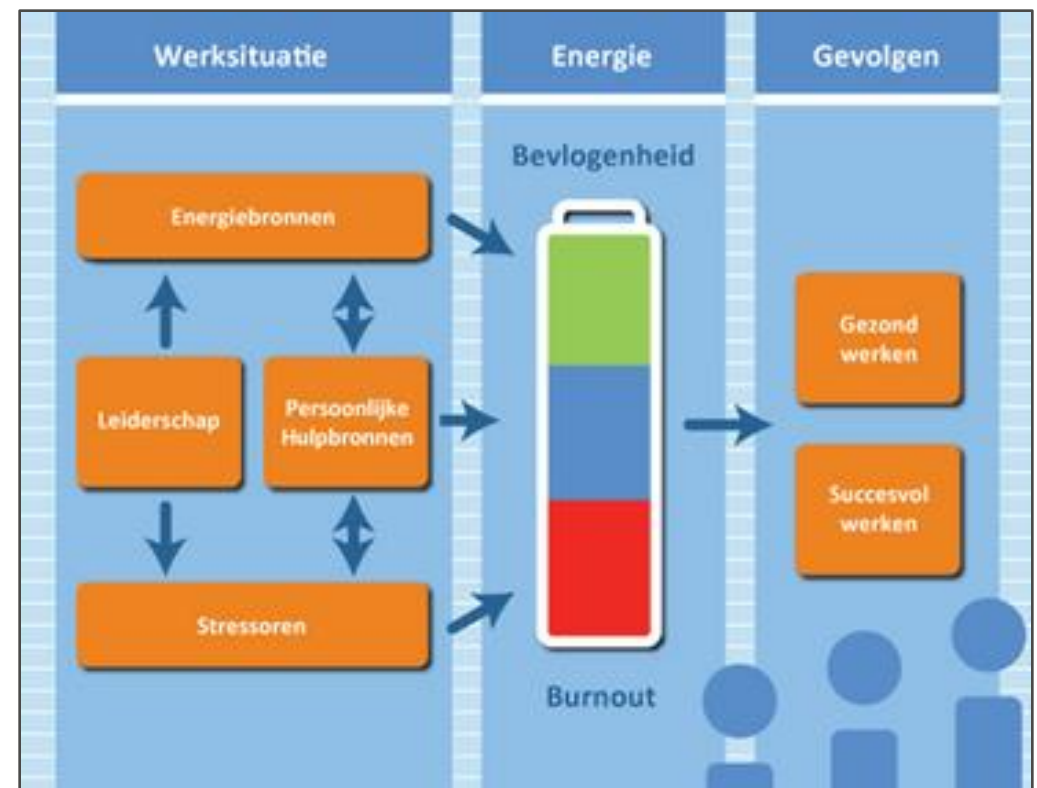 Werksituatie
Energie
Gevolgen
Bevlogenheid
Energiebronnen
Gezond
werken
Leiderschap
Persoonlijke
Hulpbronnen
Succesvol
werken
Stressoren
Burnout